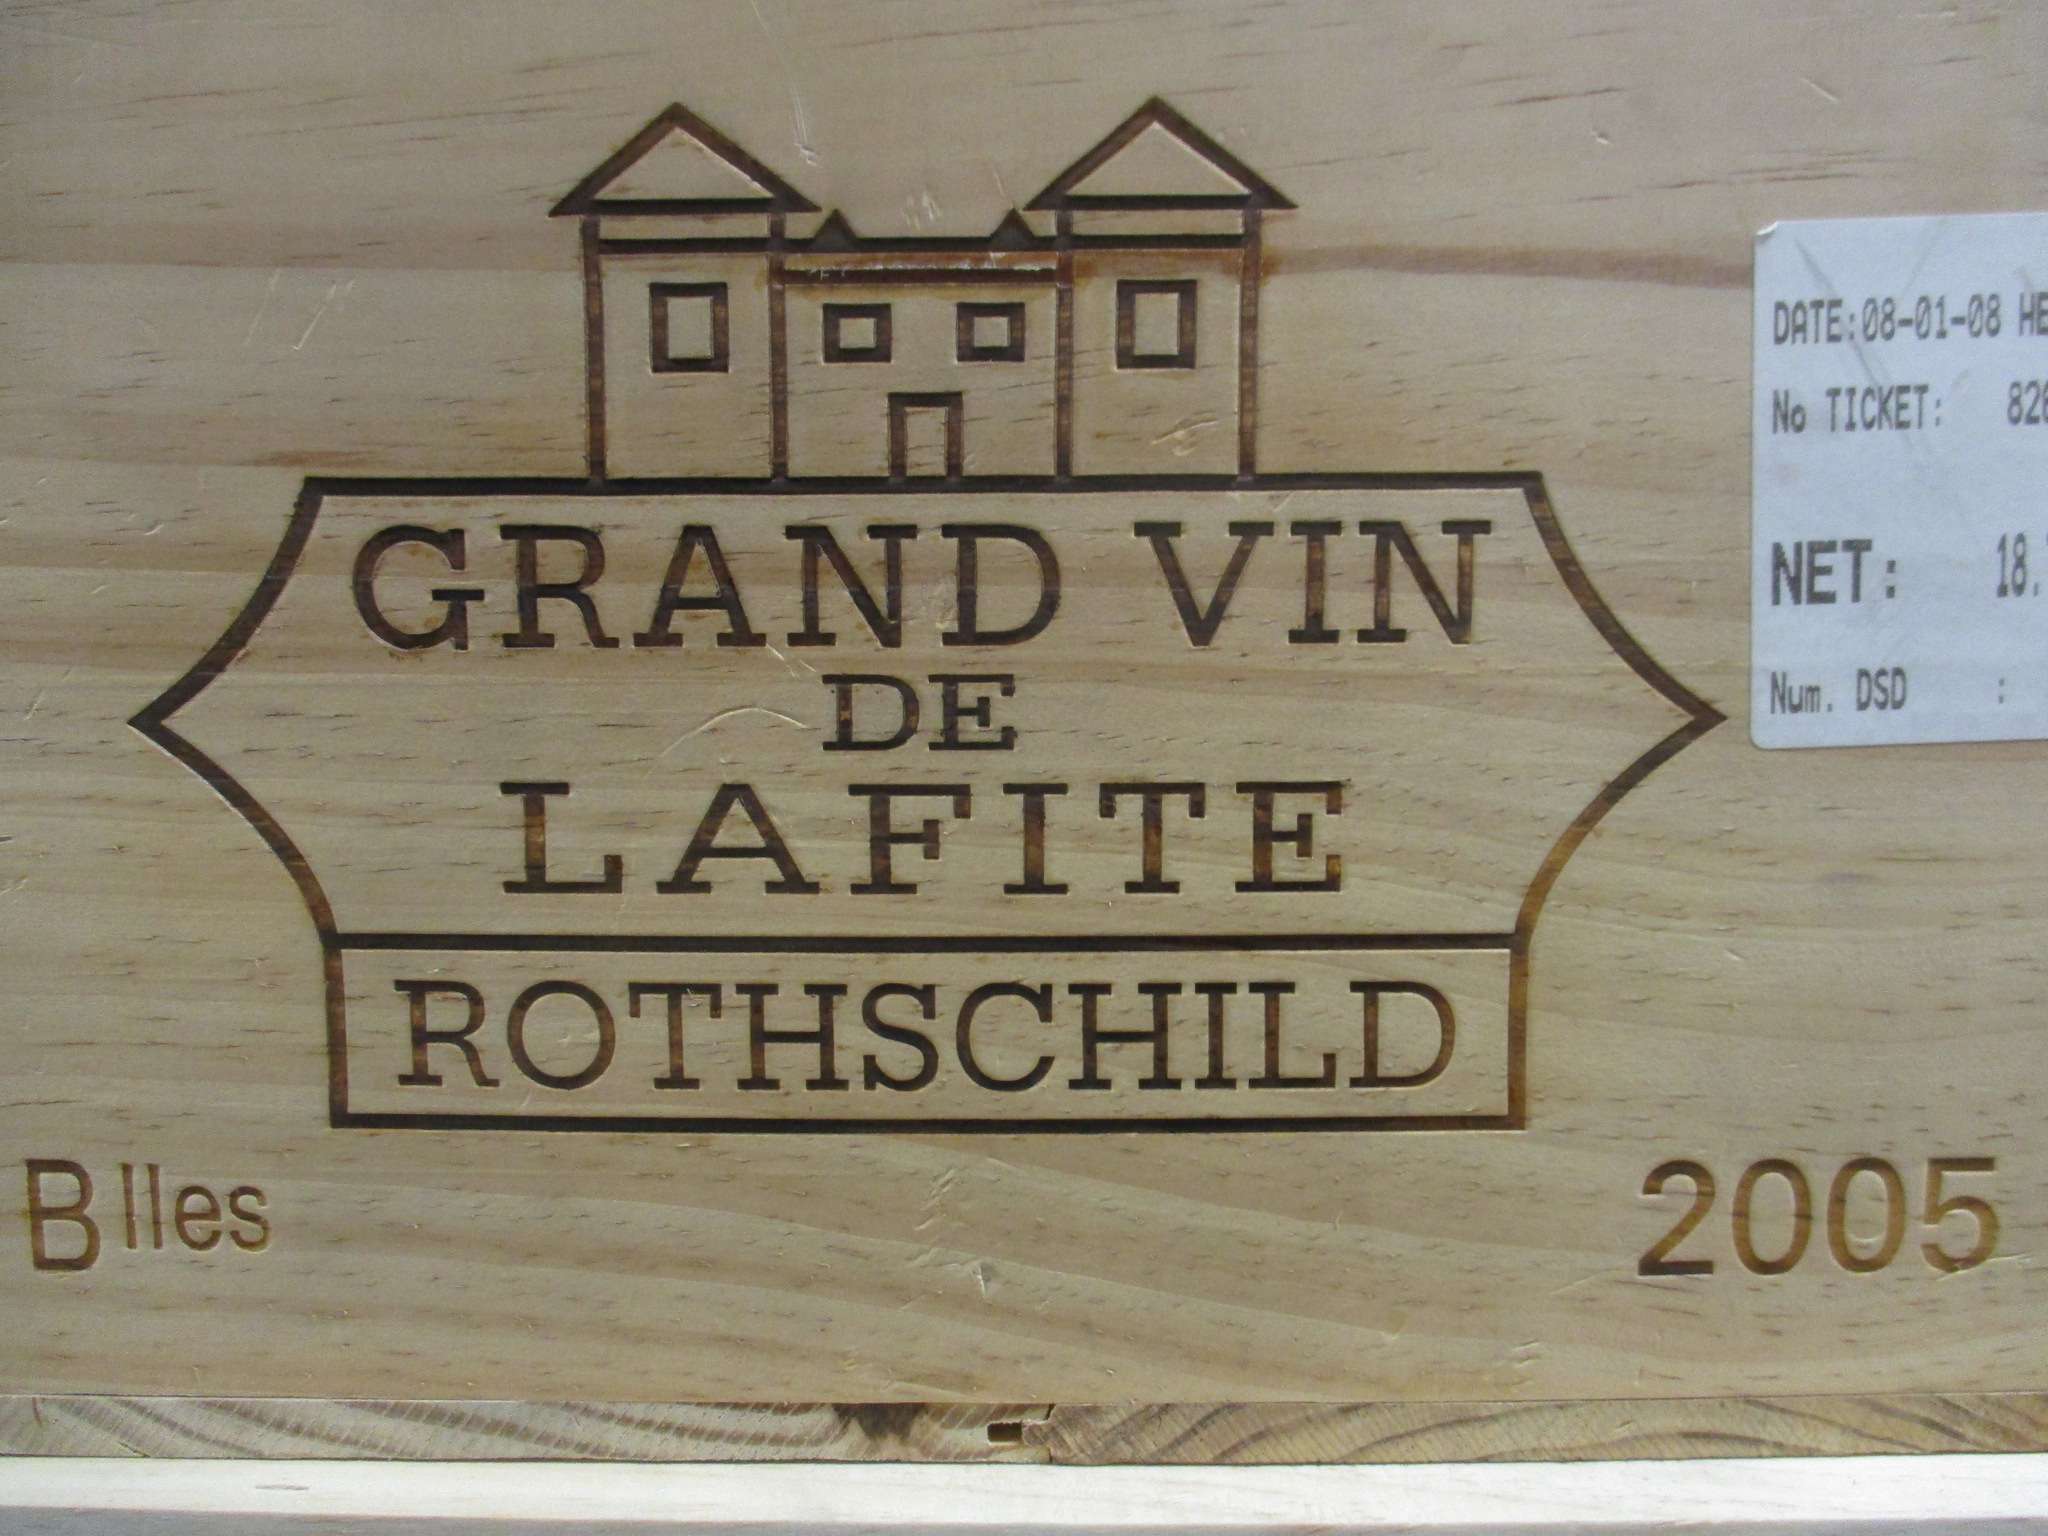 GRAND VIN
DE
LAFITE
ROTHSCHILD
Blles
2005
DATE:08-01-08
No TICKET:
NET:
Num. DSD :